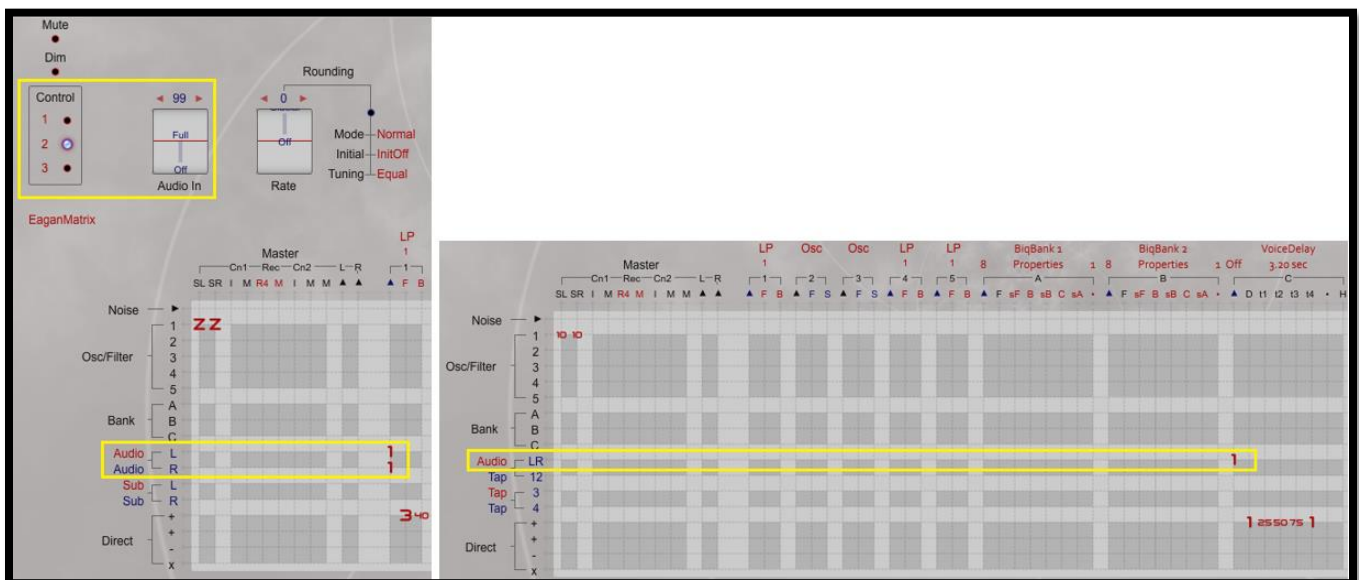 Mute
Dim
Rounding
Control
◄ 99 ►
◄ 0 ►
1
Full
2
Off
Mode Normal
Initial InitOff
3
Off
Tuning Equal
Audio In
Rate
EaganMatrix
LP
Master
1
Cn1 Rec Cn2 L R
1
SL SR I M R4 M I M M ▲ ▲ ▲ F B
Noise ►
1 Z Z
2
Osc/Filter 3
4
5
A
Bank B
C
Audio L 1
Audio R 1
Sub L
Sub R
+ 3 40
+
Direct -
x
LP Osc Osc LP LP BiqBank 1 BiqBank 2 VoiceDelay
Master 1 1 1 8 Properties 1 8 Properties 1 Off 3.20 sec
Cn1 Rec Cn2 L R 1 2 3 4 5 A B C
SL SR I M R4 M I M M ▲ ▲ ▲ F B ▲ F S ▲ F S ▲ F B ▲ F B ▲ F sF B sB C sA • ▲ F sF B sB C sA • ▲ D t1 t2 t3 t4 • H
Noise ►
1 10 10
2
Osc/Filter 3
4
5
A
Bank B
C
Audio LR 1
Tap 12
Tap 3
Tap 4
+ 1 25 50 75 1
+
Direct -
x